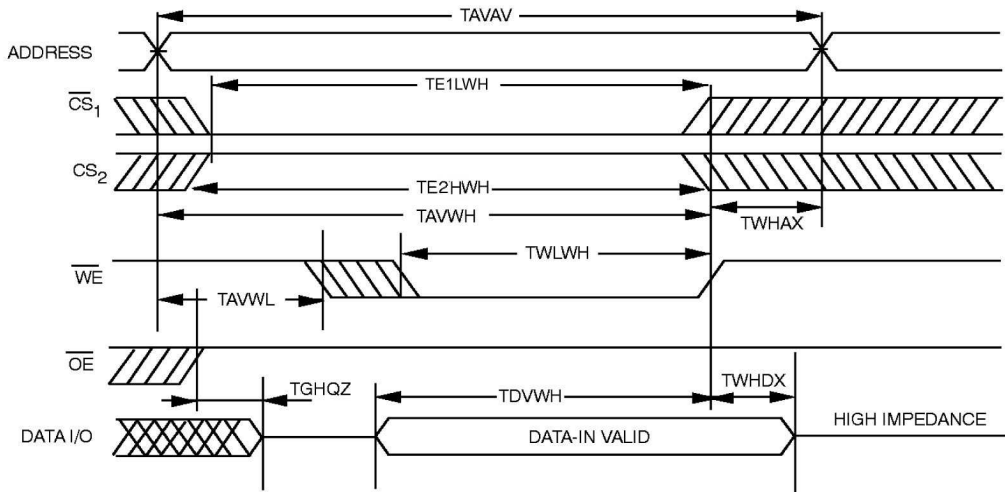 TAVAV
ADDRESS
TE1LWH
CS1
CS2
TE2HWH
TAVWH
TWHAX
TWLWH
WE
TAVWL
OE
TGHQZ
TDVWH
TWHDX
DATA I/O
DATA-IN VALID
HIGH IMPEDANCE